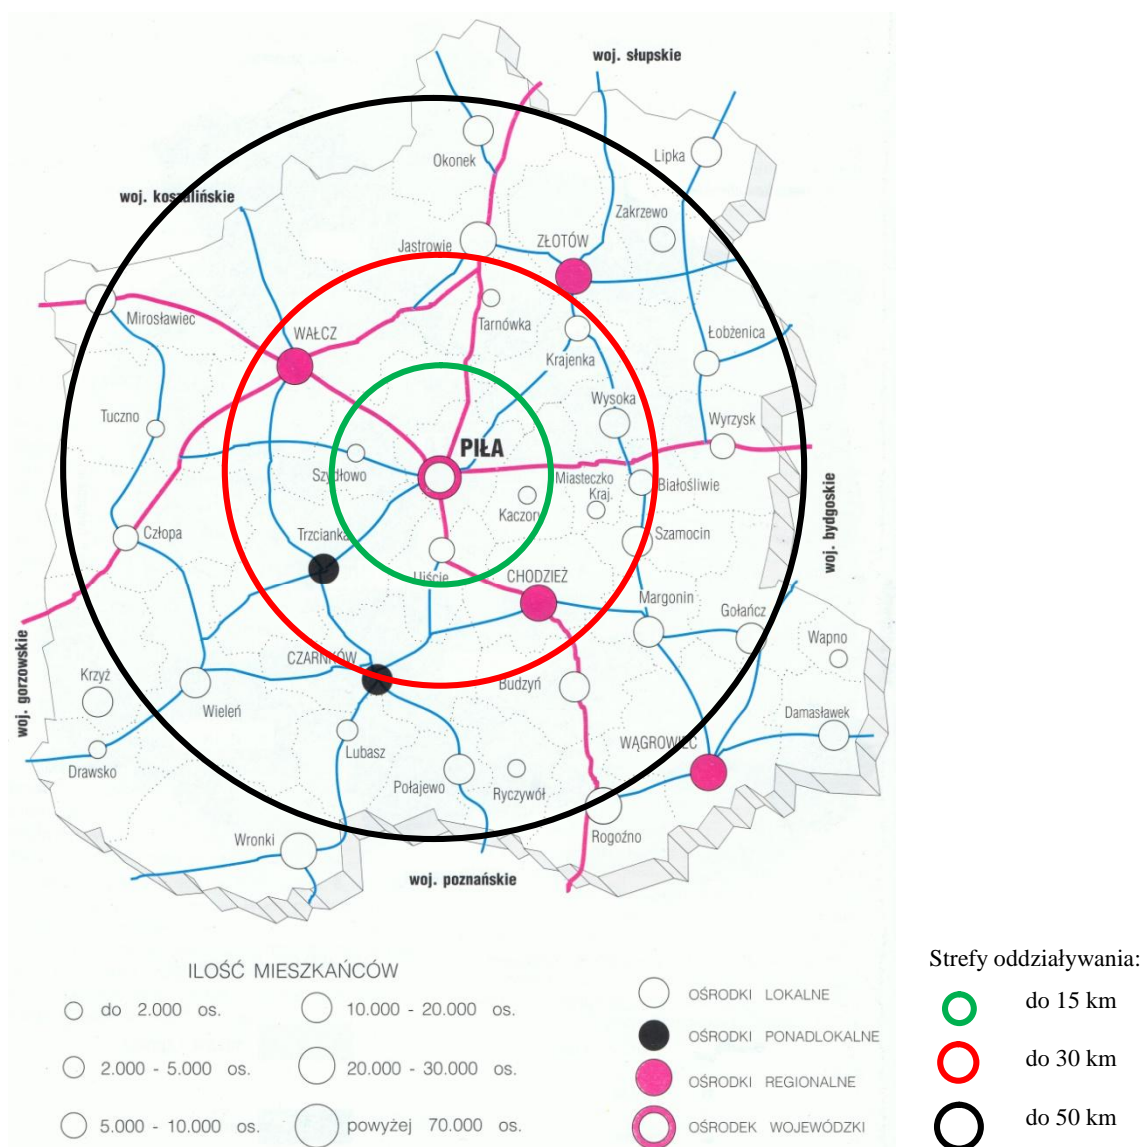 woj. słupskie
Okonek
Lipka
woj. koszalińskie
Zakrzewo
Jastrowie
ZŁOTÓW
Mirosławiec
Tarnówka
WAŁCZ
Łobżenica
Krajenka
Tuczno
Wysoka
Wyrzysk
PIŁA
Szydłowo
Miasteczko
Kraj.
Białośliwie
Kaczory
Człopa
Trzcianka
Szamocin
woj. bydgoskie
Ujście
CHODZIEŻ
Margonin
Gołańcz
Wapno
woj. gorzowskie
CZARNKÓW
Krzyż
Budzyń
Wieleń
Damasławek
Lubasz
WĄGROWIEC
Drawsko
Połajewo
Ryczywół
Wronki
Rogoźno
woj. poznańskie
ILOŚĆ MIESZKAŃCÓW
do 2.000 os.
2.000 - 5.000 os.
5.000 - 10.000 os.
10.000 - 20.000 os.
20.000 - 30.000 os.
powyżej 70.000 os.
OŚRODKI LOKALNE
OŚRODKI PONADLOKALNE
OŚRODKI REGIONALNE
OŚRODEK WOJEWÓDZKI
Strefy oddziaływania:
do 15 km
do 30 km
do 50 km